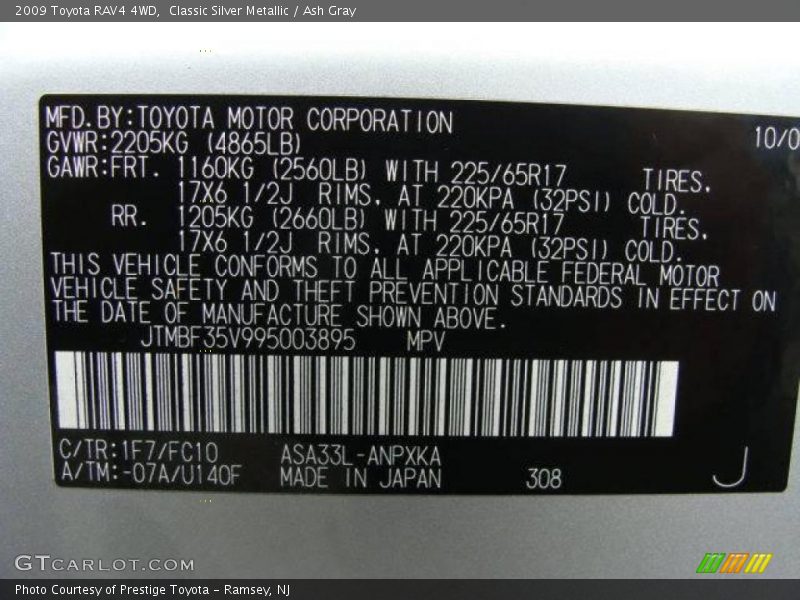 2009 Toyota RAV4 4WD,  Classic Silver Metallic / Ash Gray
MFD.BY:TOYOTA MOTOR CORPORATION 10/0
GVWR:2205KG (4865LB)
GAWR:FRT. 1160KG (2560LB) WITH 225/65R17 TIRES,
17X6 1/2J RIMS, AT 220KPA (32PSI) COLD.
RR. 1205KG (2660LB) WITH 225/65R17 TIRES,
17X6 1/2J RIMS, AT 220KPA (32PSI) COLD.
THIS VEHICLE CONFORMS TO ALL APPLICABLE FEDERAL MOTOR
VEHICLE SAFETY AND THEFT PREVENTION STANDARDS IN EFFECT ON
THE DATE OF MANUFACTURE SHOWN ABOVE.
JTMBF35V995003895 MPV
C/TR:1F7/FC10 ASA33L-ANPXKA
A/TM:-07A/U140F MADE IN JAPAN 308 J
GTCARLOT.COM
Photo Courtesy of Prestige Toyota - Ramsey, NJ